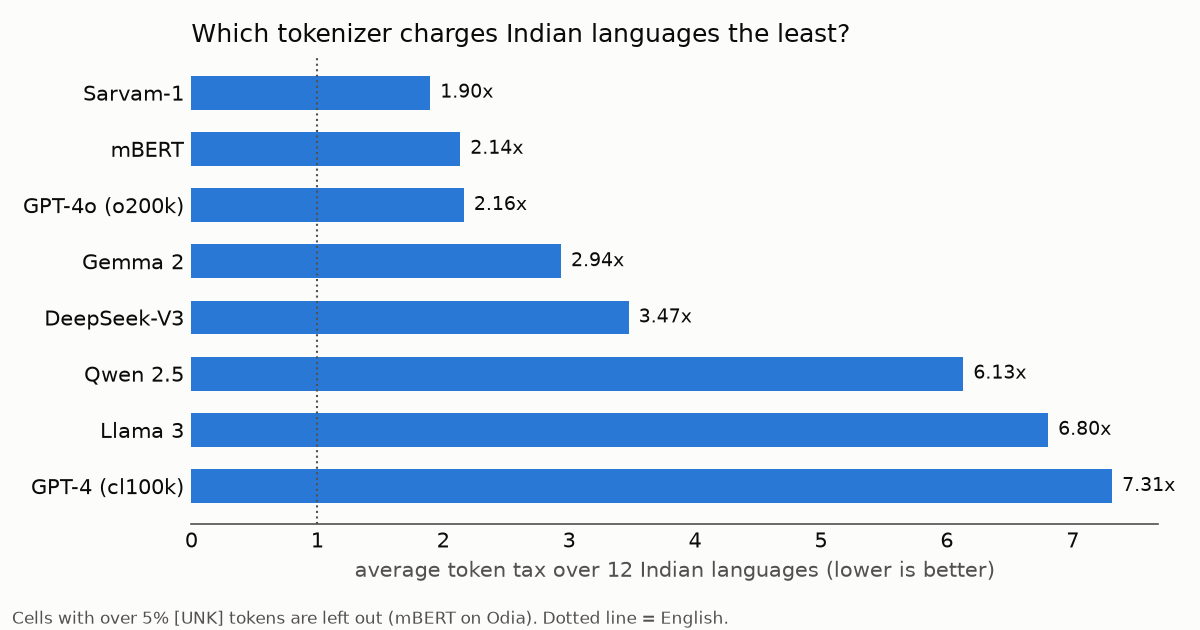 Which tokenizer charges Indian languages the least?
Sarvam-1 1.90x
mBERT 2.14x
GPT-4o (o200k) 2.16x
Gemma 2 2.94x
DeepSeek-V3 3.47x
Qwen 2.5 6.13x
Llama 3 6.80x
GPT-4 (cl100k) 7.31x
0 1 2 3 4 5 6 7
average token tax over 12 Indian languages (lower is better)
Cells with over 5% [UNK] tokens are left out (mBERT on Odia). Dotted line = English.